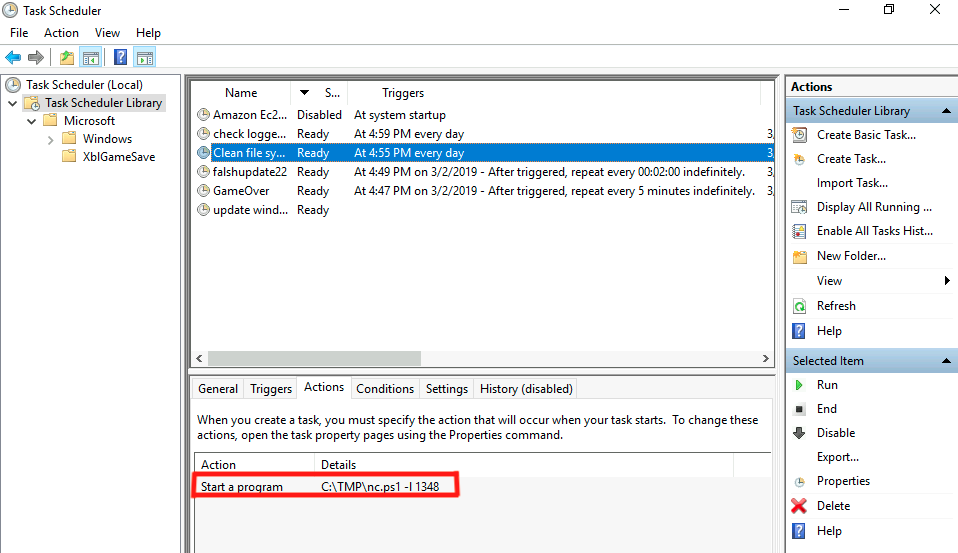 Task Scheduler
File Action View Help
Task Scheduler (Local)
Task Scheduler Library
Microsoft
Windows
XblGameSave
Name S... Triggers
Amazon Ec2... Disabled At system startup
check logge... Ready At 4:59 PM every day 3,
Clean file sy... Ready At 4:55 PM every day 3,
falshupdate22 Ready At 4:49 PM on 3/2/2019 - After triggered, repeat every 00:02:00 indefinitely. 3,
GameOver Ready At 4:47 PM on 3/2/2019 - After triggered, repeat every 5 minutes indefinitely. 3,
update wind... Ready
General Triggers Actions Conditions Settings History (disabled)
When you create a task, you must specify the action that will occur when your task starts. To change these
actions, open the task property pages using the Properties command.
Action Details
Start a program C:\TMP\nc.ps1 -l 1348
Actions
Task Scheduler Library
Create Basic Task...
Create Task...
Import Task...
Display All Running ...
Enable All Tasks Hist...
New Folder...
View
Refresh
Help
Selected Item
Run
End
Disable
Export...
Properties
Delete
Help